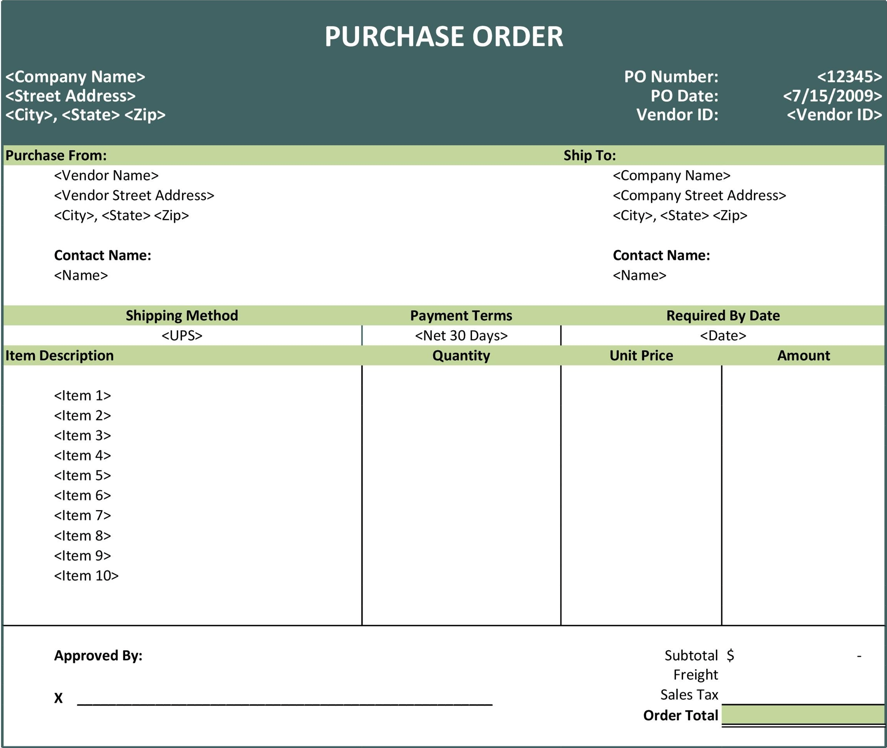 PURCHASE ORDER
<Company Name> PO Number: <12345>
<Street Address> PO Date: <7/15/2009>
<City>, <State> <Zip> Vendor ID: <Vendor ID>
Purchase From: Ship To:
<Vendor Name> <Company Name>
<Vendor Street Address> <Company Street Address>
<City>, <State> <Zip> <City>, <State> <Zip>
Contact Name: Contact Name:
<Name> <Name>
Shipping Method Payment Terms Required By Date
<UPS> <Net 30 Days> <Date>
Item Description Quantity Unit Price Amount
<Item 1>
<Item 2>
<Item 3>
<Item 4>
<Item 5>
<Item 6>
<Item 7>
<Item 8>
<Item 9>
<Item 10>
Approved By: Subtotal $ -
Freight
X Sales Tax
Order Total